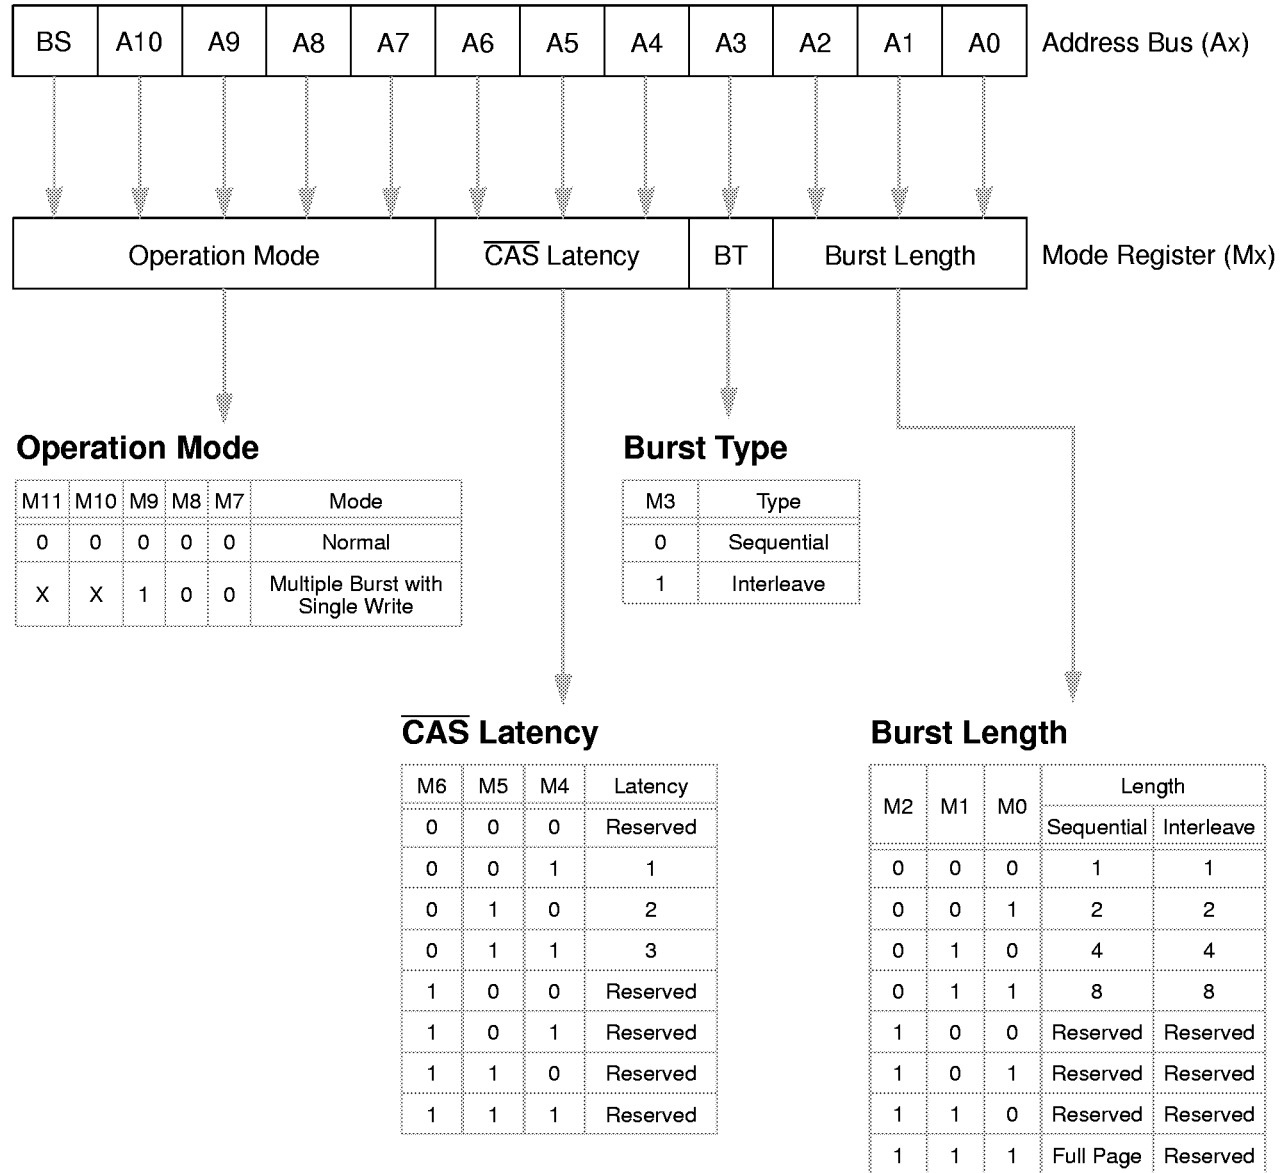 BS A10 A9 A8 A7 A6 A5 A4 A3 A2 A1 A0 Address Bus (Ax)
Operation Mode CAS Latency BT Burst Length Mode Register (Mx)
Operation Mode
M11 M10 M9 M8 M7 Mode
0 0 0 0 0 Normal
X X 1 0 0 Multiple Burst with
Single Write
Burst Type
M3 Type
0 Sequential
1 Interleave
CAS Latency
M6 M5 M4 Latency
0 0 0 Reserved
0 0 1 1
0 1 0 2
0 1 1 3
1 0 0 Reserved
1 0 1 Reserved
1 1 0 Reserved
1 1 1 Reserved
Burst Length
M2 M1 M0 Length
Sequential Interleave
0 0 0 1 1
0 0 1 2 2
0 1 0 4 4
0 1 1 8 8
1 0 0 Reserved Reserved
1 0 1 Reserved Reserved
1 1 0 Reserved Reserved
1 1 1 Full Page Reserved